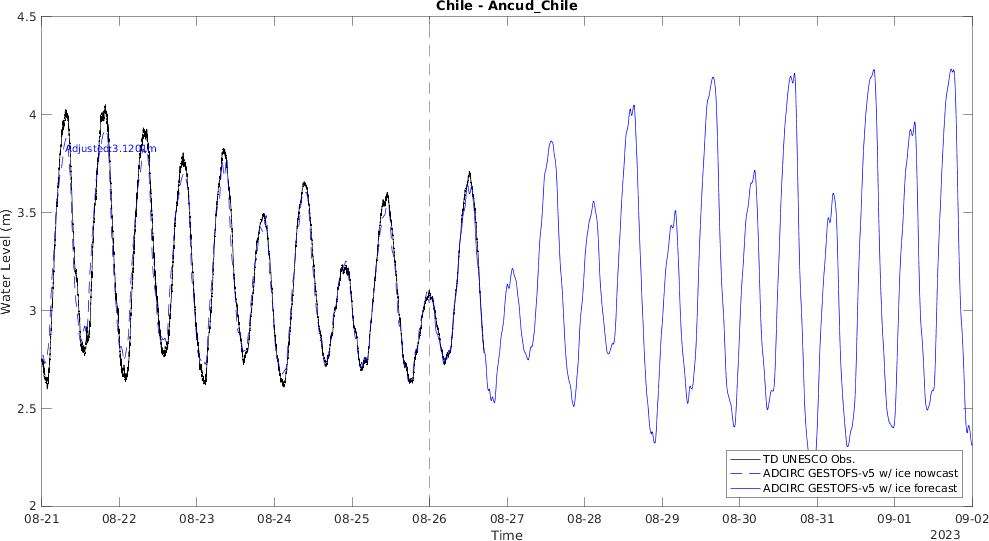 Chile - Ancud_Chile
4.5
4
3.5
3
2.5
2
Water Level (m)
Adjusted:3.1201m
TD UNESCO Obs.
ADCIRC GESTOFS-v5 w/ ice nowcast
ADCIRC GESTOFS-v5 w/ ice forecast
08-21 08-22 08-23 08-24 08-25 08-26 08-27 08-28 08-29 08-30 08-31 09-01 09-02
Time
2023